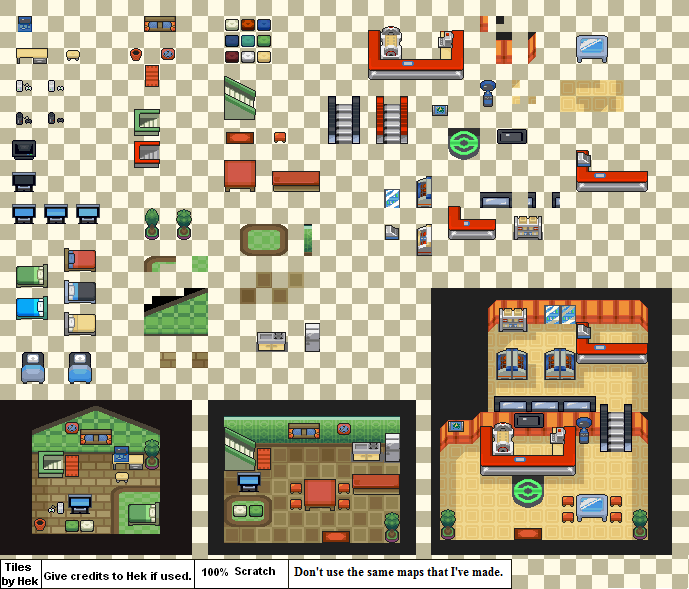 Tiles
by Hek
Give credits to Hek if used.
100% Scratch
Don't use the same maps that I've made.